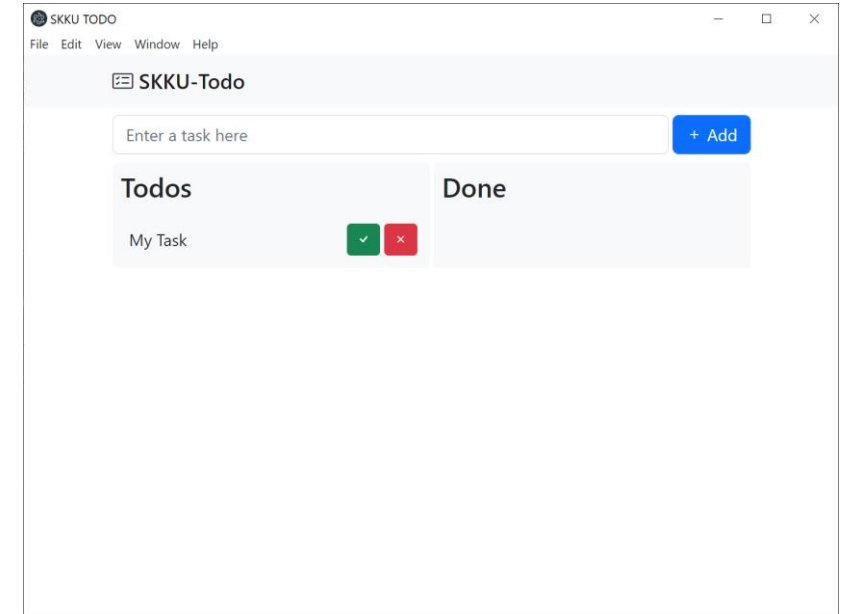 SKKU TODO
File Edit View Window Help
SKKU-Todo
Enter a task here
+ Add
Todos
Done
My Task